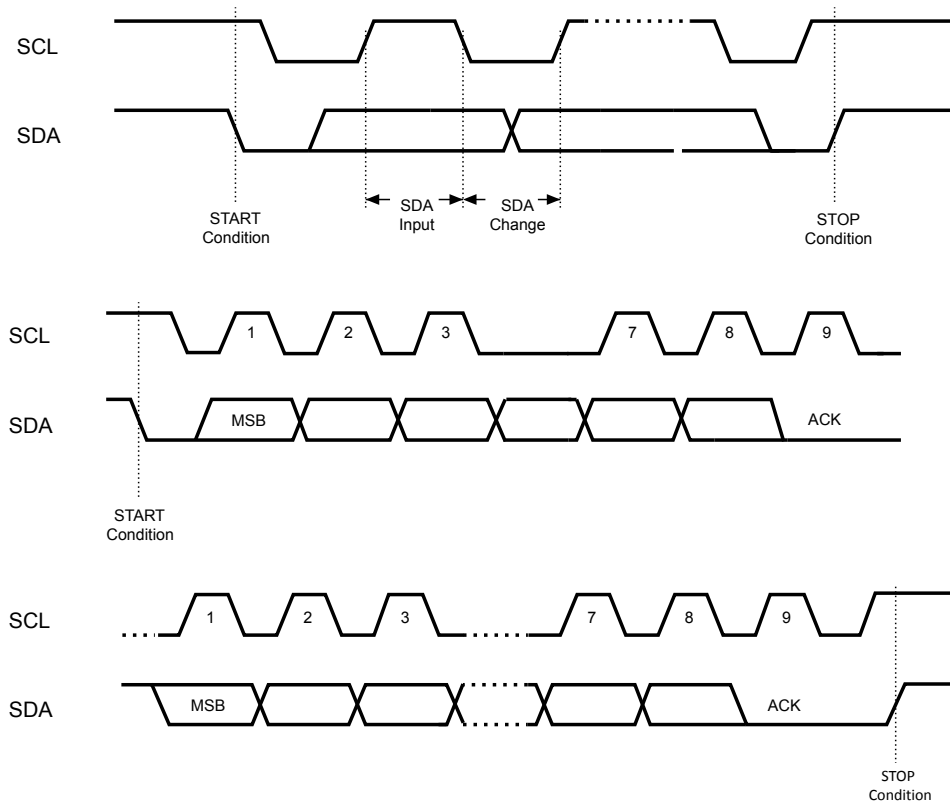 SCL
SDA
SDA
Input
SDA
Change
START
Condition
STOP
Condition
SCL
1 2 3 7 8 9
SDA
MSB ACK
START
Condition
SCL
1 2 3 7 8 9
SDA
MSB ACK
STOP
Condition